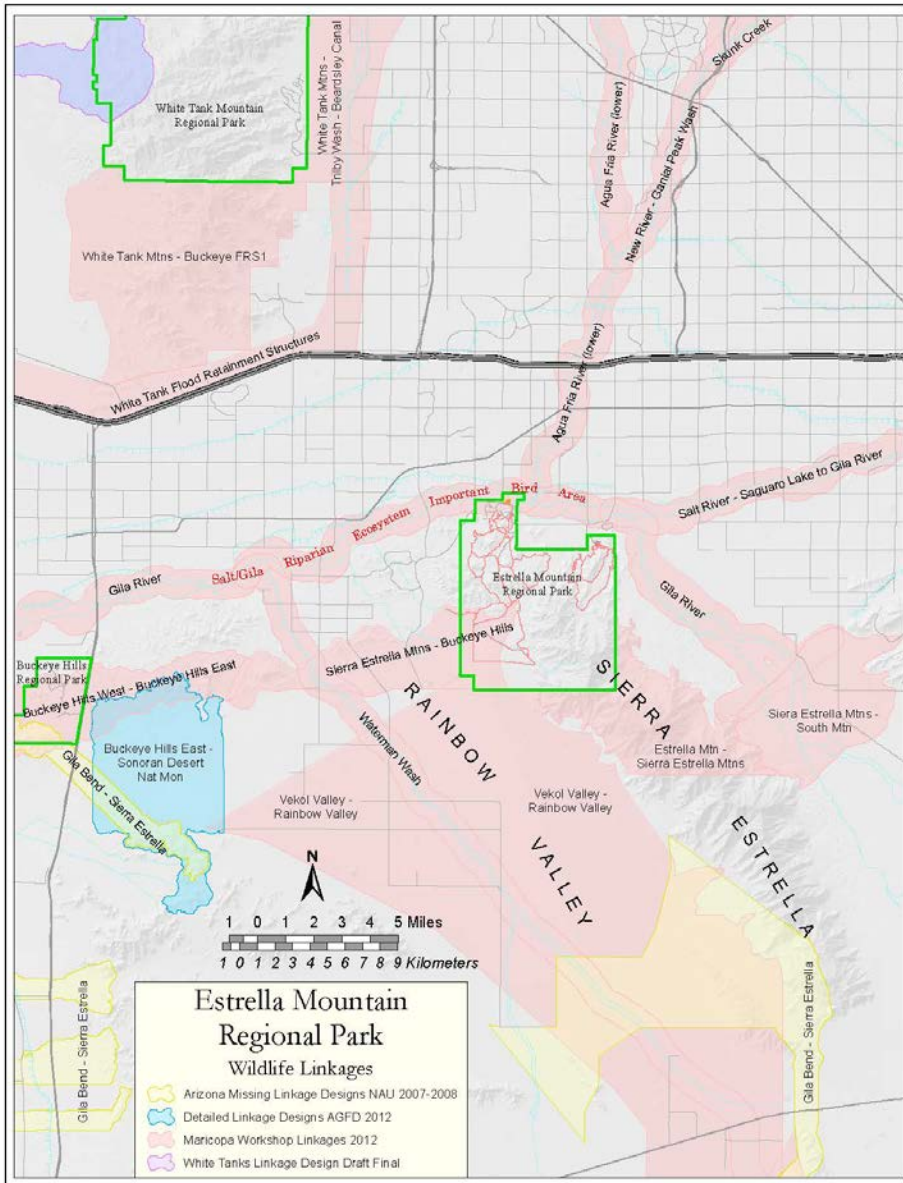 Skunk Creek
White Tank Mountain
Regional Park
White Tank Mtns -
Trilby Wash - Beardsley Canal
Agua Fria River (lower)
New River - Ganial Peak Wash
White Tank Mtns - Buckeye FRS1
White Tank Flood Retainment Structures
Agua Fria River (lower)
Salt River - Saguaro Lake to Gila River
Salt/Gila Riparian Ecosystem Important Bird Area
Gila River
Estrella Mountain
Regional Park
Gila River
Buckeye Hills
Regional Park
Buckeye Hills West - Buckeye Hills East
Sierra Estrella Mtns - Buckeye Hills
SIERRA
ESTRELLA
RAINBOW
VALLEY
Siera Estrella Mtns -
South Mtn
Estrella Mtn -
Sierra Estrella Mtns
Buckeye Hills East -
Sonoran Desert
Nat Mon
Waterman Wash
Gila Bend - Sierra Estrella
Vekol Valley -
Rainbow Valley
Vekol Valley -
Rainbow Valley
N
1 0 1 2 3 4 5 Miles
1 0 1 2 3 4 5 6 7 8 9 Kilometers
Gila Bend - Sierra Estrella
Gila Bend - Sierra Estrella
Estrella Mountain
Regional Park
Wildlife Linkages
Arizona Missing Linkage Designs NAU 2007-2008
Detailed Linkage Designs AGFD 2012
Maricopa Workshop Linkages 2012
White Tanks Linkage Design Draft Final